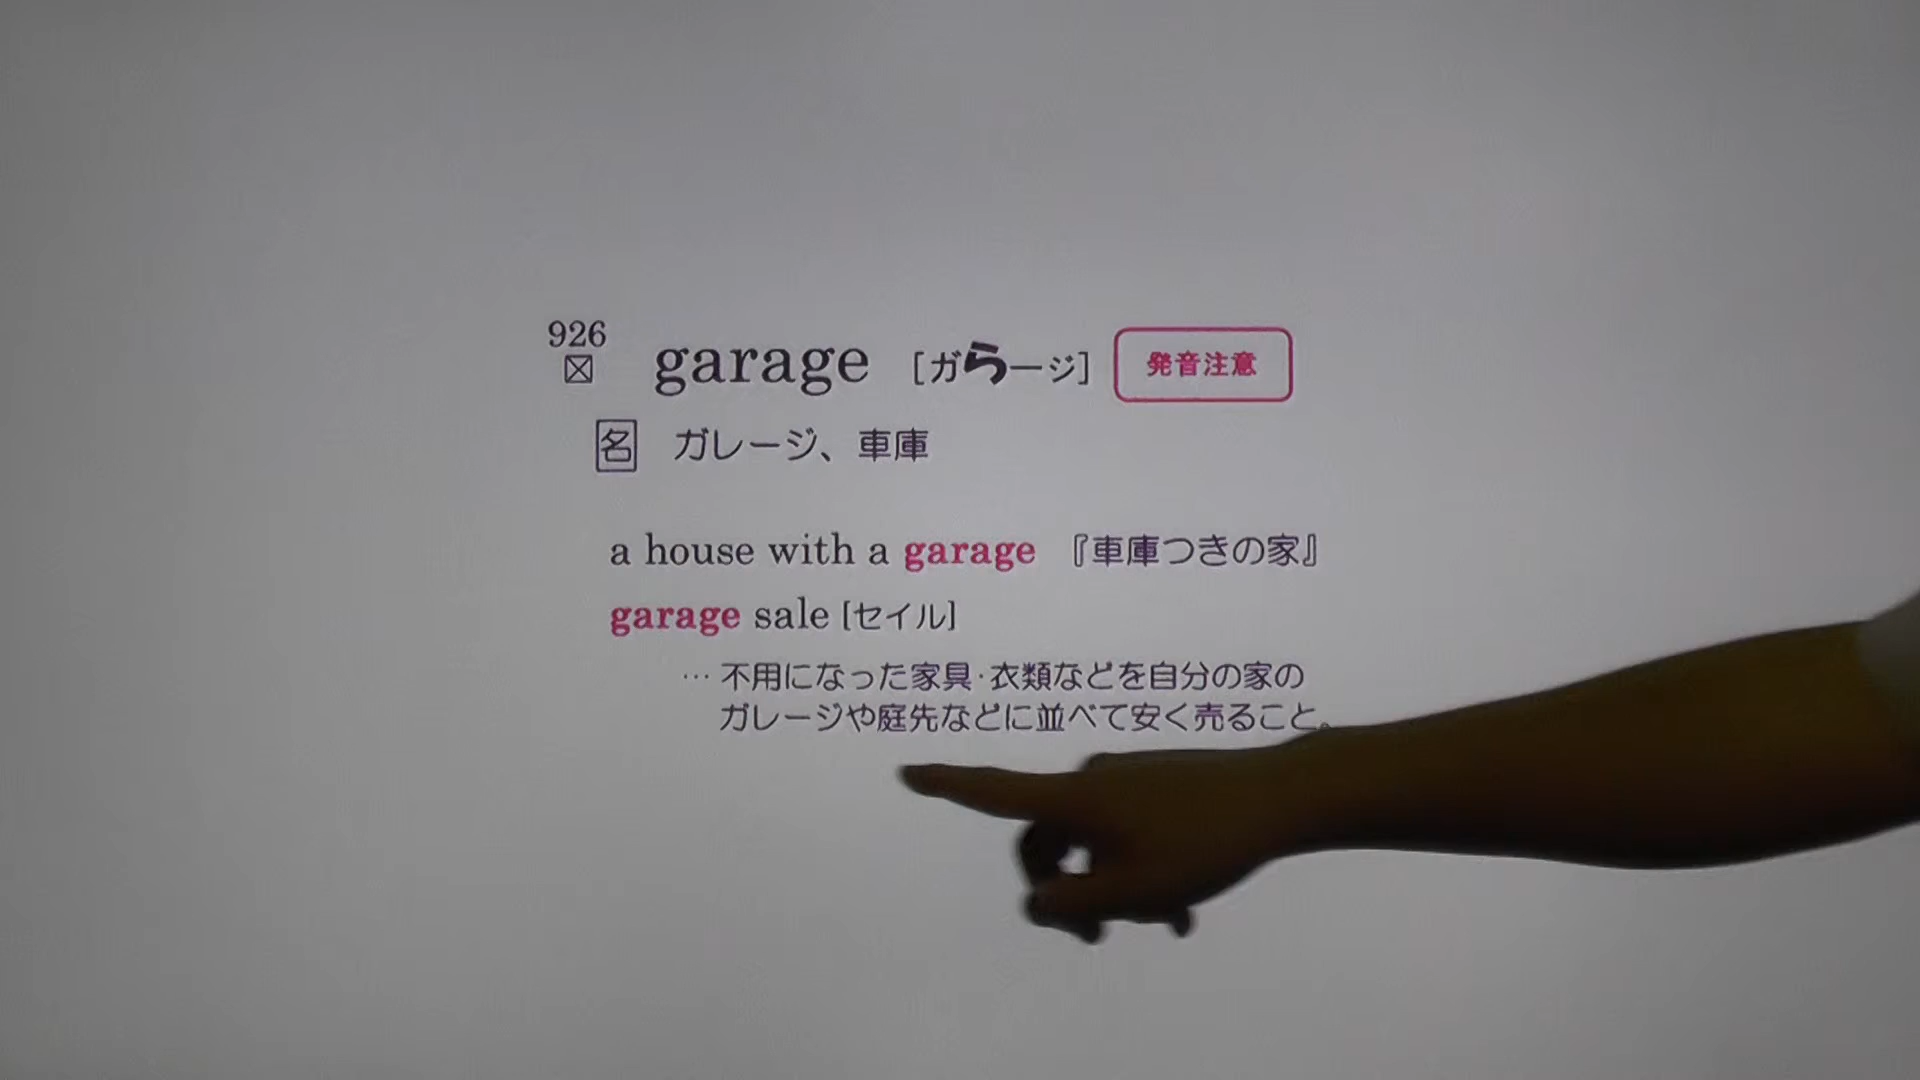 926
☒ garage [ガらージ] 発音注意
名 ガレージ、車庫
a house with a garage 『車庫つきの家』
garage sale [セイル]
… 不用になった家具・衣類などを自分の家の
ガレージや庭先などに並べて安く売ること。